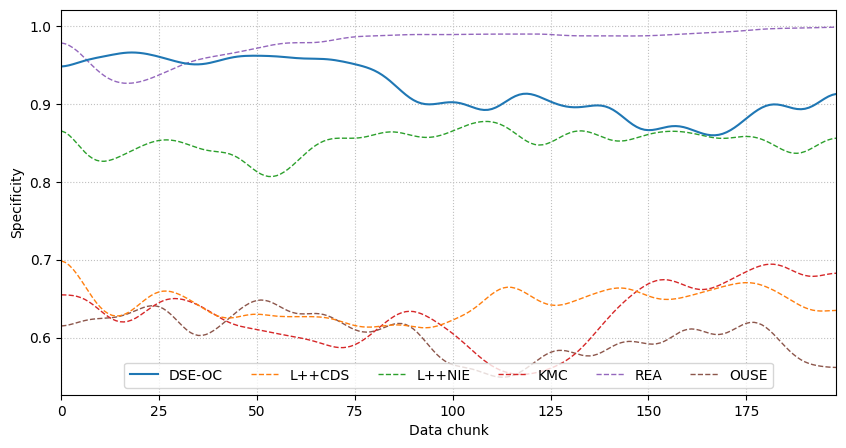 1.0
0.9
0.8
0.7
0.6
Specificity
DSE-OC L++CDS L++NIE KMC REA OUSE
0 25 50 75 100 125 150 175
Data chunk